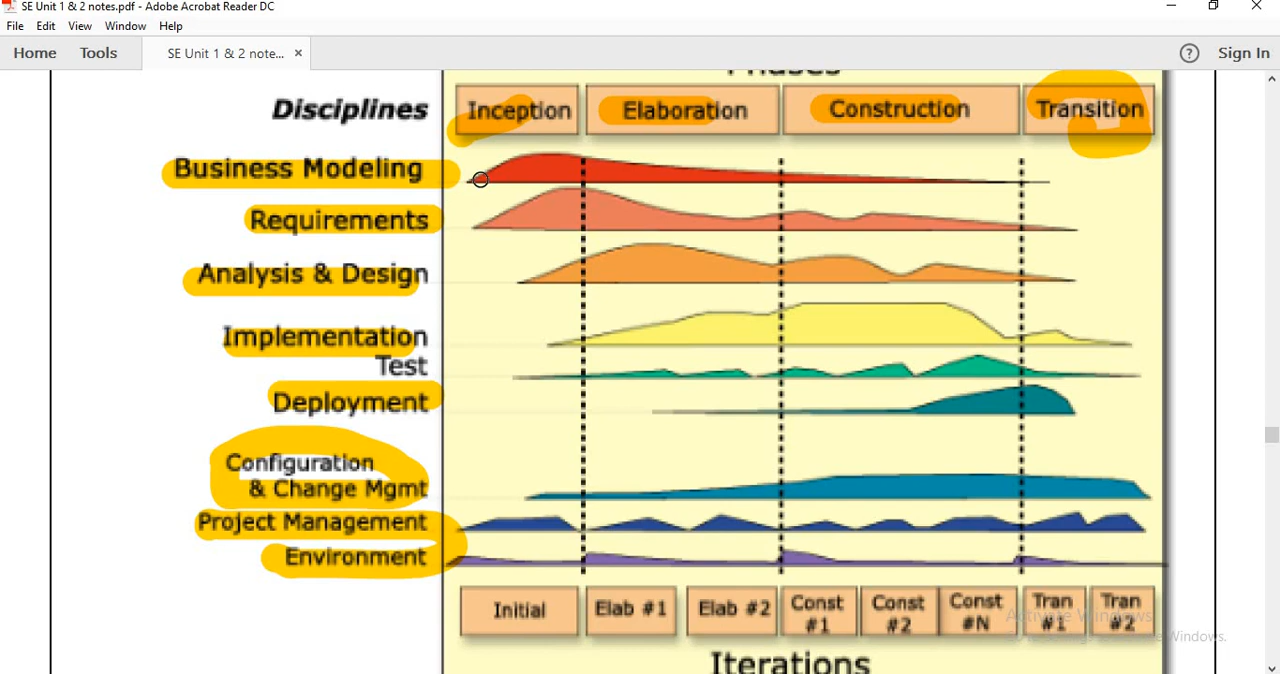 SE Unit 1 & 2 notes.pdf - Adobe Acrobat Reader DC
File Edit View Window Help
Home Tools SE Unit 1 & 2 note... × ? Sign In
Phases
Disciplines Inception Elaboration Construction Transition
Business Modeling
Requirements
Analysis & Design
Implementation
Test
Deployment
Configuration
& Change Mgmt
Project Management
Environment
Initial Elab #1 Elab #2 Const #1 Const #2 Const #N Tran #1 Tran #2
Activate Windows
Iterations